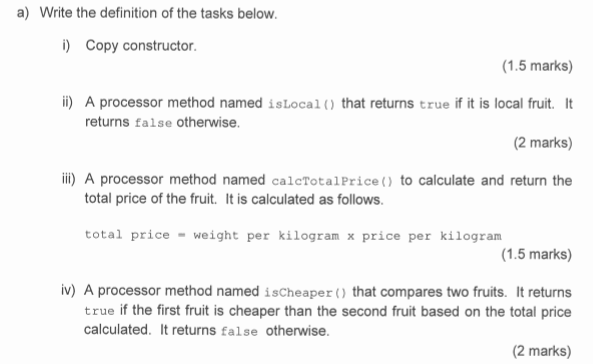 a) Write the definition of the tasks below.
i) Copy constructor.
(1.5 marks)
ii) A processor method named isLocal() that returns true if it is local fruit. It
returns false otherwise.
(2 marks)
iii) A processor method named calcTotalPrice() to calculate and return the
total price of the fruit. It is calculated as follows.
total price = weight per kilogram x price per kilogram
(1.5 marks)
iv) A processor method named isCheaper() that compares two fruits. It returns
true if the first fruit is cheaper than the second fruit based on the total price
calculated. It returns false otherwise.
(2 marks)